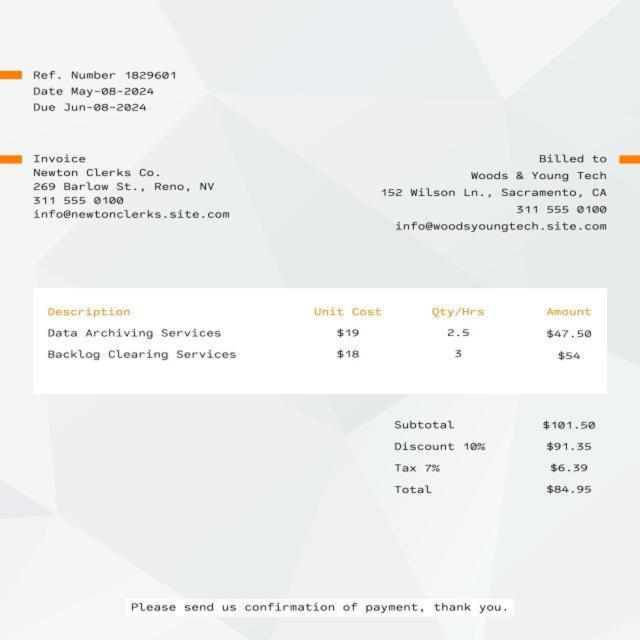 Ref. Number 1829601
Date May-08-2024
Due Jun-08-2024
Invoice
Newton Clerks Co.
269 Barlow St., Reno, NV
311 555 0100
info@newtonclerks.site.com
Billed to
Woods & Young Tech
152 Wilson Ln., Sacramento, CA
311 555 0100
info@woodsyoungtech.site.com
Description Unit Cost Qty/Hrs Amount
Data Archiving Services $19 2.5 $47.50
Backlog Clearing Services $18 3 $54
Subtotal $101.50
Discount 10% $91.35
Tax 7% $6.39
Total $84.95
Please send us confirmation of payment, thank you.